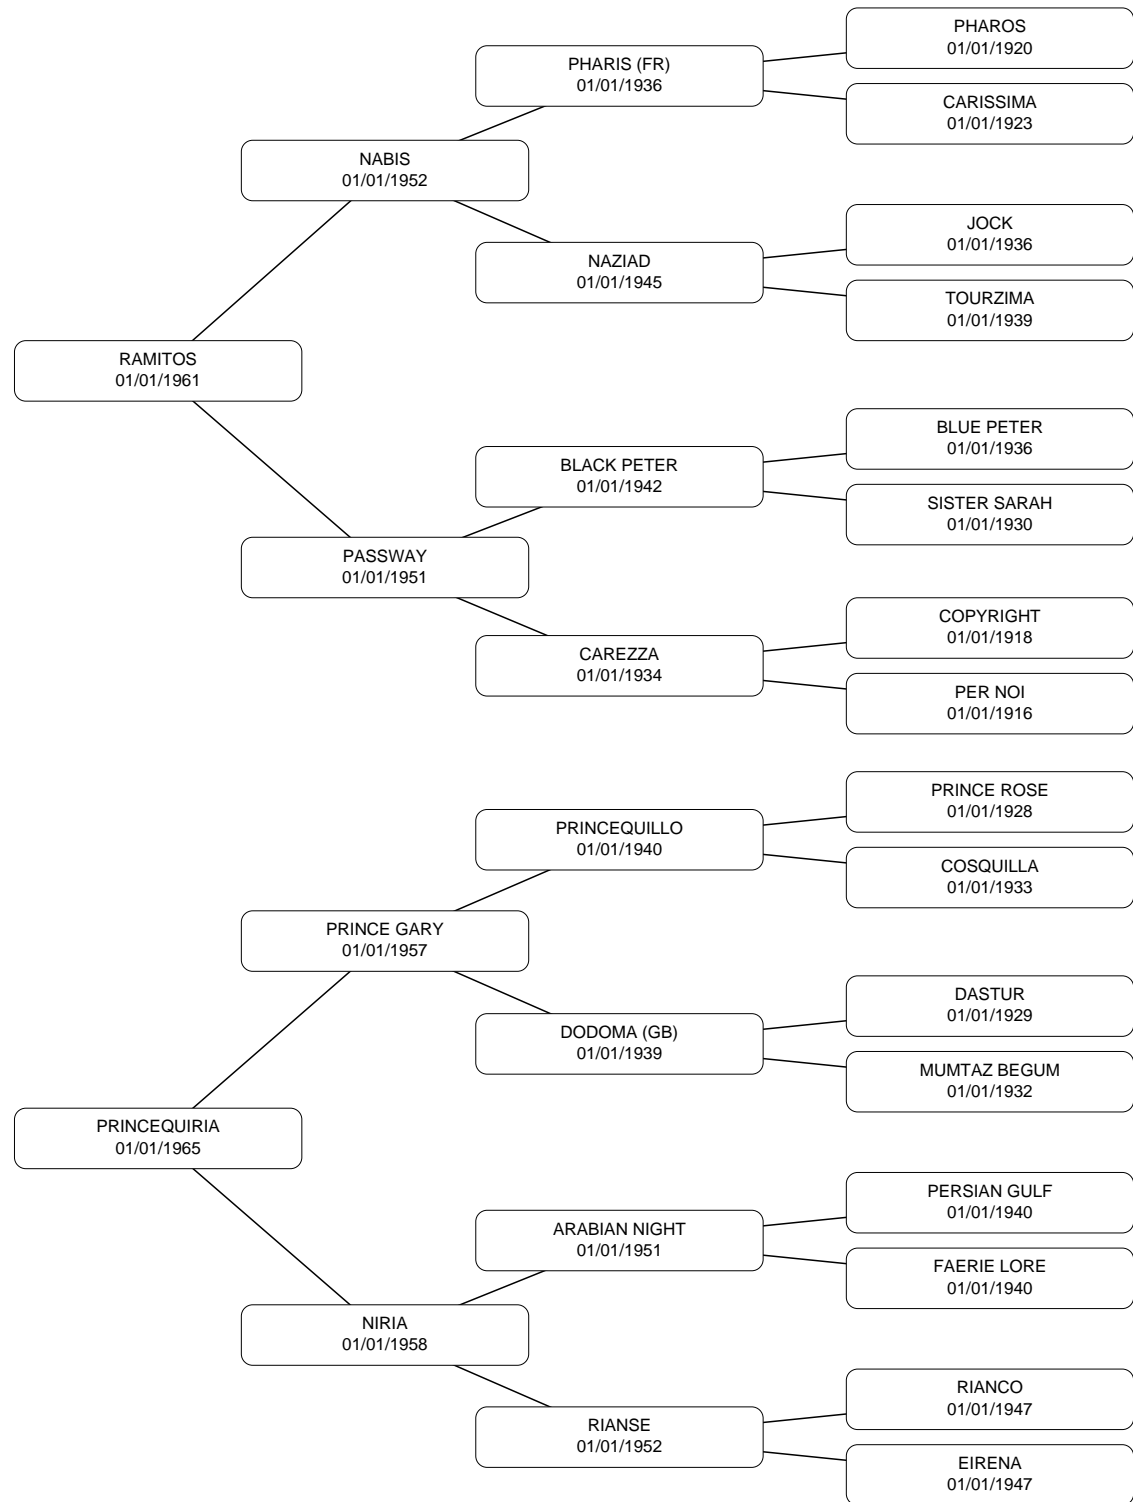 PHAROS
01/01/1920
PHARIS (FR)
01/01/1936
CARISSIMA
01/01/1923
NABIS
01/01/1952
JOCK
01/01/1936
NAZIAD
01/01/1945
TOURZIMA
01/01/1939
RAMITOS
01/01/1961
BLUE PETER
01/01/1936
BLACK PETER
01/01/1942
SISTER SARAH
01/01/1930
PASSWAY
01/01/1951
COPYRIGHT
01/01/1918
CAREZZA
01/01/1934
PER NOI
01/01/1916
PRINCE ROSE
01/01/1928
PRINCEQUILLO
01/01/1940
COSQUILLA
01/01/1933
PRINCE GARY
01/01/1957
DASTUR
01/01/1929
DODOMA (GB)
01/01/1939
MUMTAZ BEGUM
01/01/1932
PRINCEQUIRIA
01/01/1965
PERSIAN GULF
01/01/1940
ARABIAN NIGHT
01/01/1951
FAERIE LORE
01/01/1940
NIRIA
01/01/1958
RIANCO
01/01/1947
RIANSE
01/01/1952
EIRENA
01/01/1947